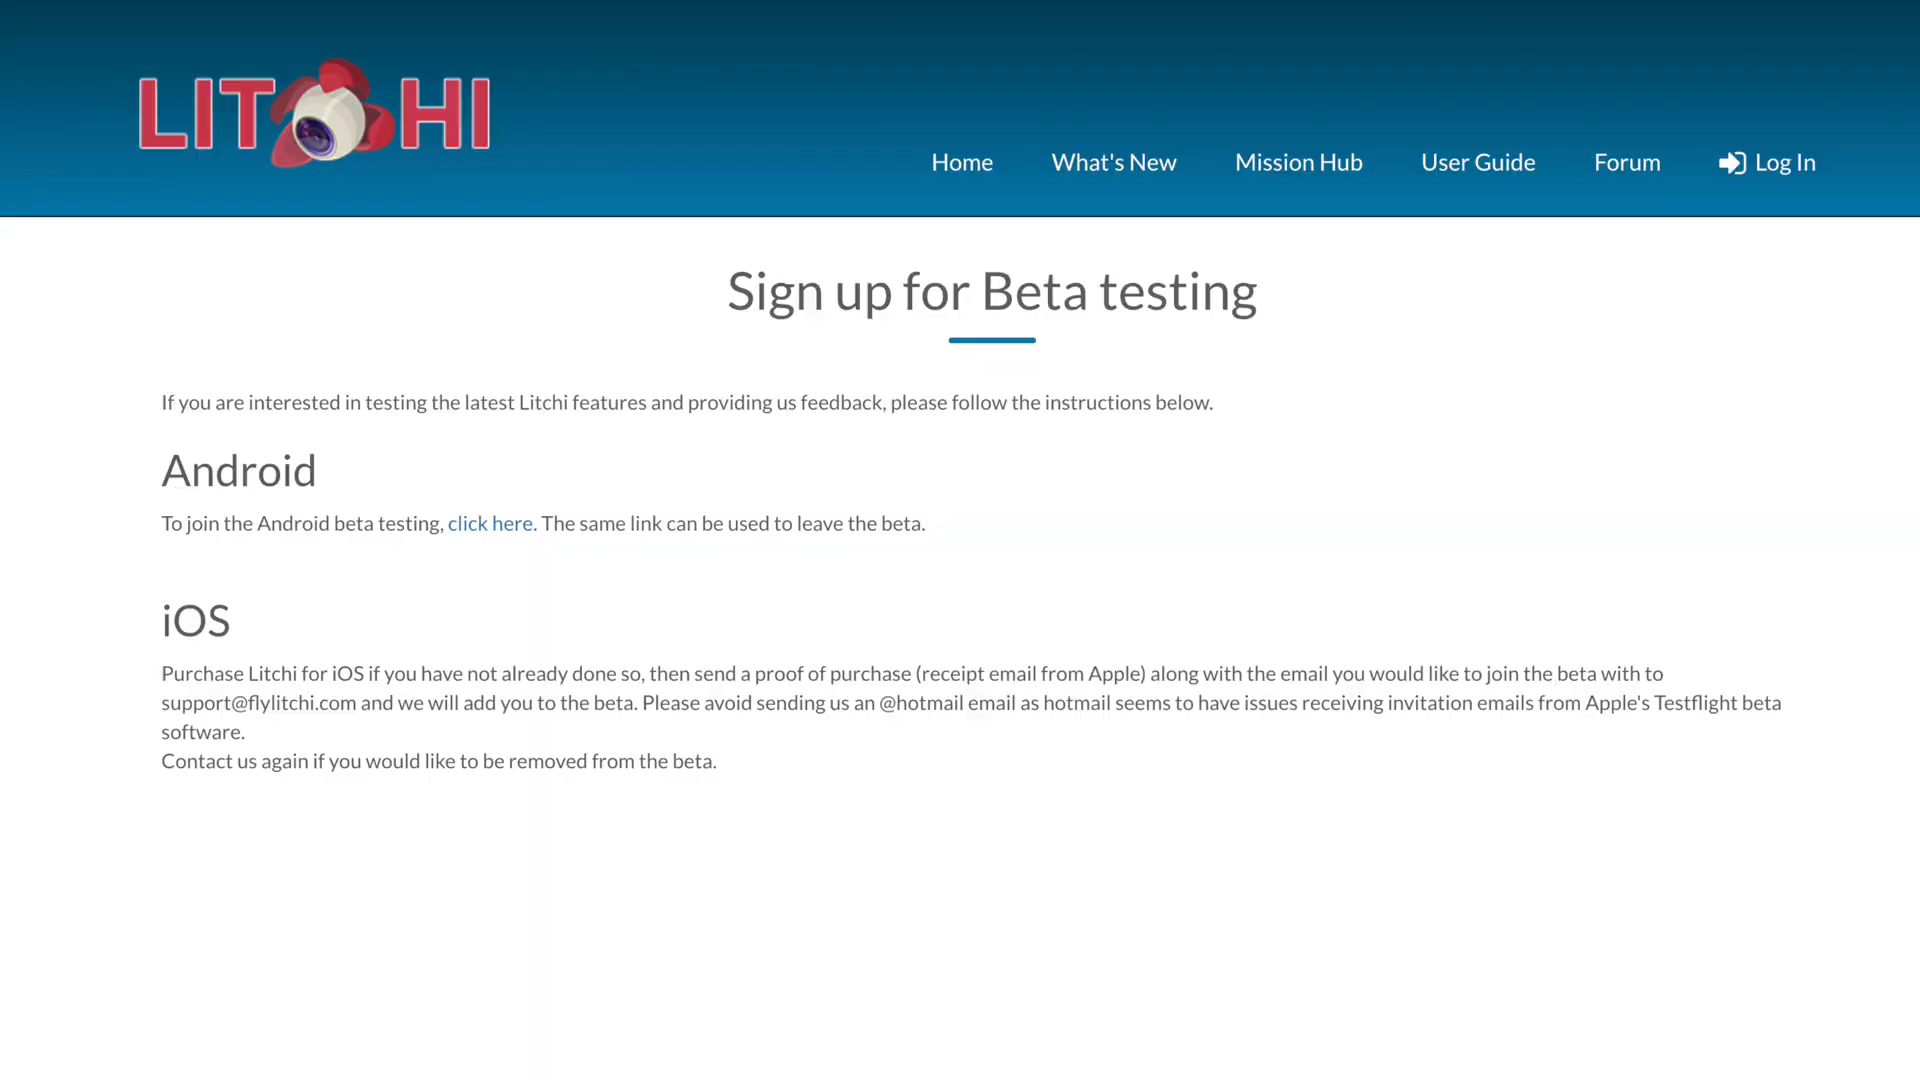 LITCHI
Home What's New Mission Hub User Guide Forum Log In
Sign up for Beta testing
If you are interested in testing the latest Litchi features and providing us feedback, please follow the instructions below.
Android
To join the Android beta testing, click here. The same link can be used to leave the beta.
iOS
Purchase Litchi for iOS if you have not already done so, then send a proof of purchase (receipt email from Apple) along with the email you would like to join the beta with to
support@flylitchi.com and we will add you to the beta. Please avoid sending us an @hotmail email as hotmail seems to have issues receiving invitation emails from Apple's Testflight beta
software.
Contact us again if you would like to be removed from the beta.